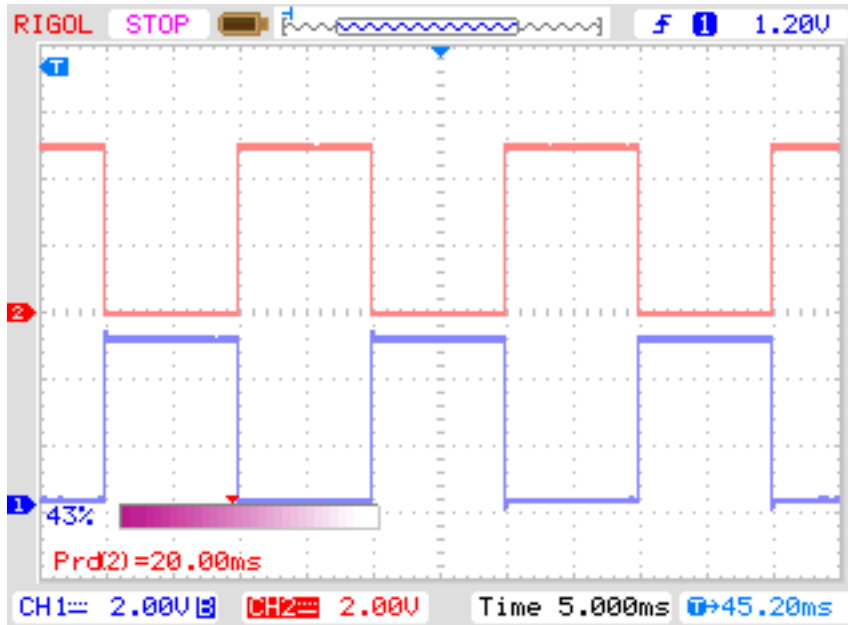 RIGOL STOP 1 1.20V
T
2
1
43%
Prd(2)=20.00ms
CH1 2.00V B CH2 2.00V Time 5.000ms T→45.20ms